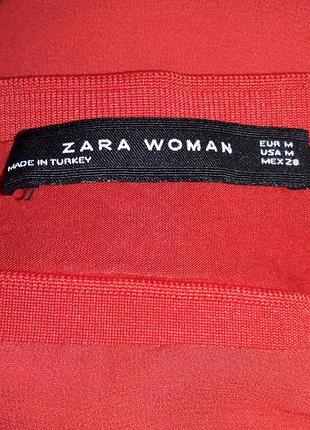 ZARA WOMAN
MADE IN TURKEY
EUR M
USA M
MEX 28